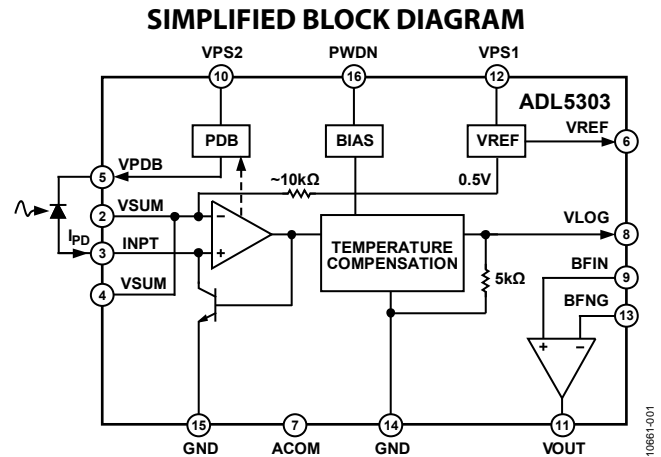 SIMPLIFIED BLOCK DIAGRAM
VPS2 PWDN VPS1
10 16 12
ADL5303
PDB BIAS VREF VREF 6
5 VPDB
~10kΩ 0.5V
2 VSUM − VLOG 8
IPD
3 INPT +
TEMPERATURE
COMPENSATION
5kΩ
BFIN 9
4 VSUM
BFNG 13
+ −
15 7 14 11
GND ACOM GND VOUT
10661-001